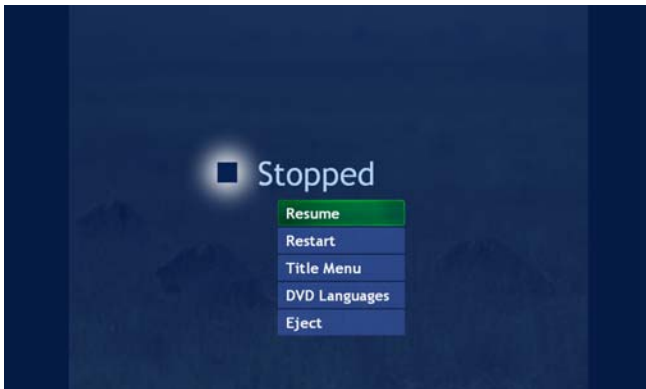 Stopped
Resume
Restart
Title Menu
DVD Languages
Eject